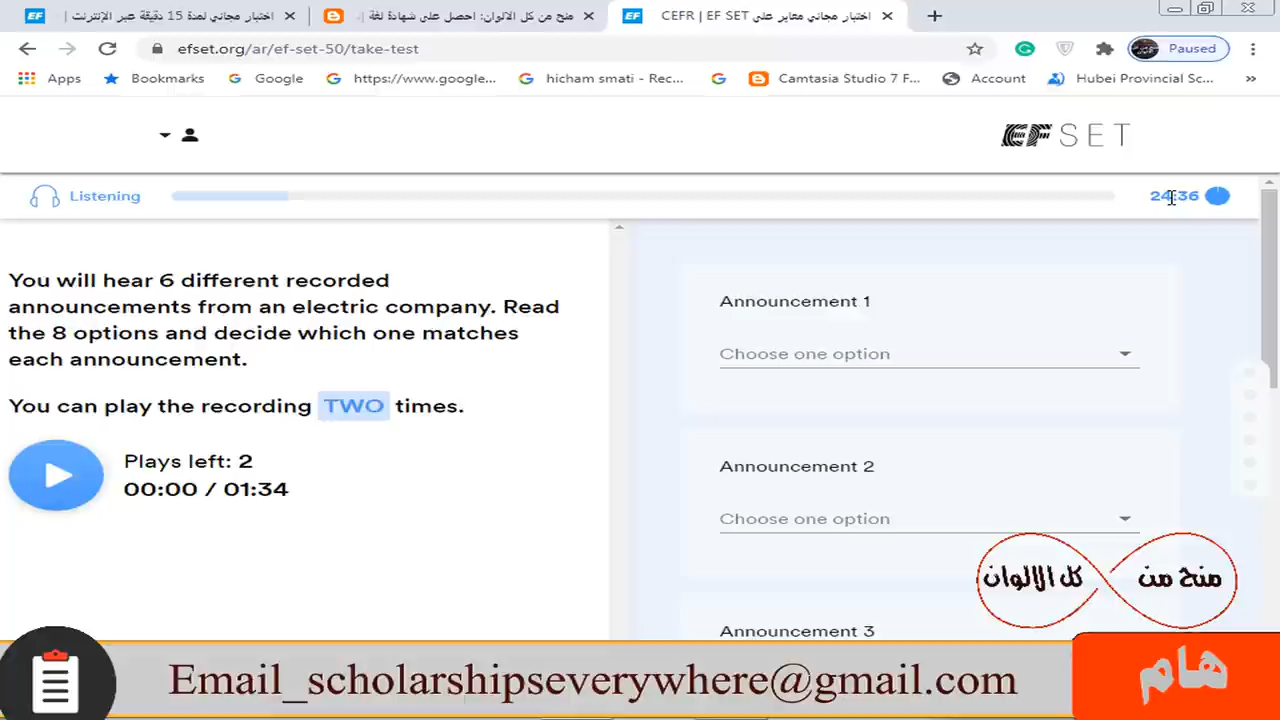 اختبار مجاني لمدة 15 دقيقة عبر الإنترنت
منح من كل الالوان: احصل على شهادة لغة
اختبار مجاني معاير على CEFR | EF SET
efset.org/ar/ef-set-50/take-test
Paused
Apps
Bookmarks
Google
https://www.google...
hicham smati - Rec...
Camtasia Studio 7 F...
Account
Hubei Provincial Sc...
»
EF SET
Listening
24:36
You will hear 6 different recorded
announcements from an electric company. Read
the 8 options and decide which one matches
each announcement.
You can play the recording TWO times.
Plays left: 2
00:00 / 01:34
Announcement 1
Choose one option
Announcement 2
Choose one option
Announcement 3
منح من كل الالوان
Email_scholarshipseverywhere@gmail.com
هام